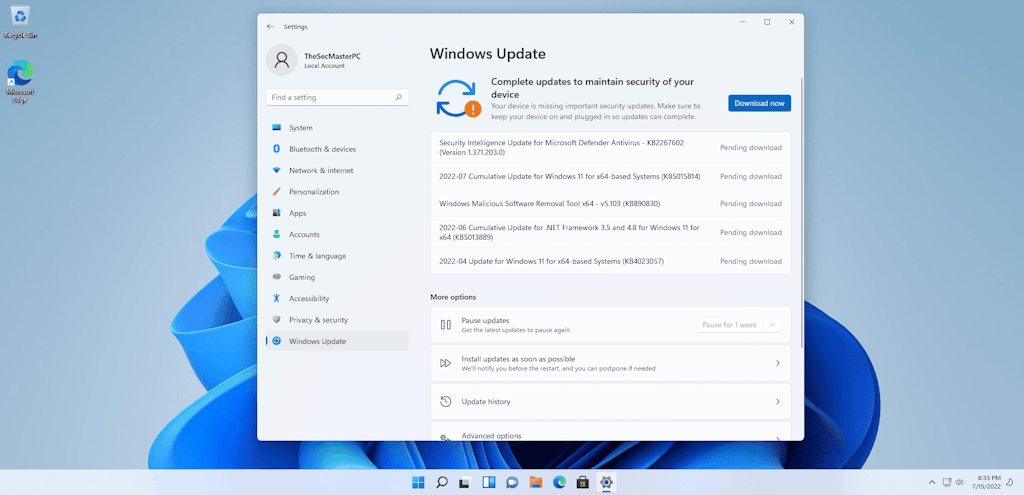 Recycle Bin
Microsoft
Edge
Settings
TheSecMasterPC
Local Account
Find a setting
System
Bluetooth & devices
Network & internet
Personalization
Apps
Accounts
Time & language
Gaming
Accessibility
Privacy & security
Windows Update
Windows Update
Complete updates to maintain security of your
device
Your device is missing important security updates. Make sure to
keep your device on and plugged in so updates can complete.
Download now
Security Intelligence Update for Microsoft Defender Antivirus - KB2267602
(Version 1.371.203.0)
Pending download
2022-07 Cumulative Update for Windows 11 for x64-based Systems (KB5015814)
Pending download
Windows Malicious Software Removal Tool x64 - v5.103 (KB890830)
Pending download
2022-06 Cumulative Update for .NET Framework 3.5 and 4.8 for Windows 11 for
x64 (KB5013889)
Pending download
2022-04 Update for Windows 11 for x64-based Systems (KB4023057)
Pending download
More options
Pause updates
Get the latest updates to pause again
Pause for 1 week
Install updates as soon as possible
We'll notify you before the restart, and you can postpone if needed
Update history
Advanced options
8:33 PM
7/15/2022